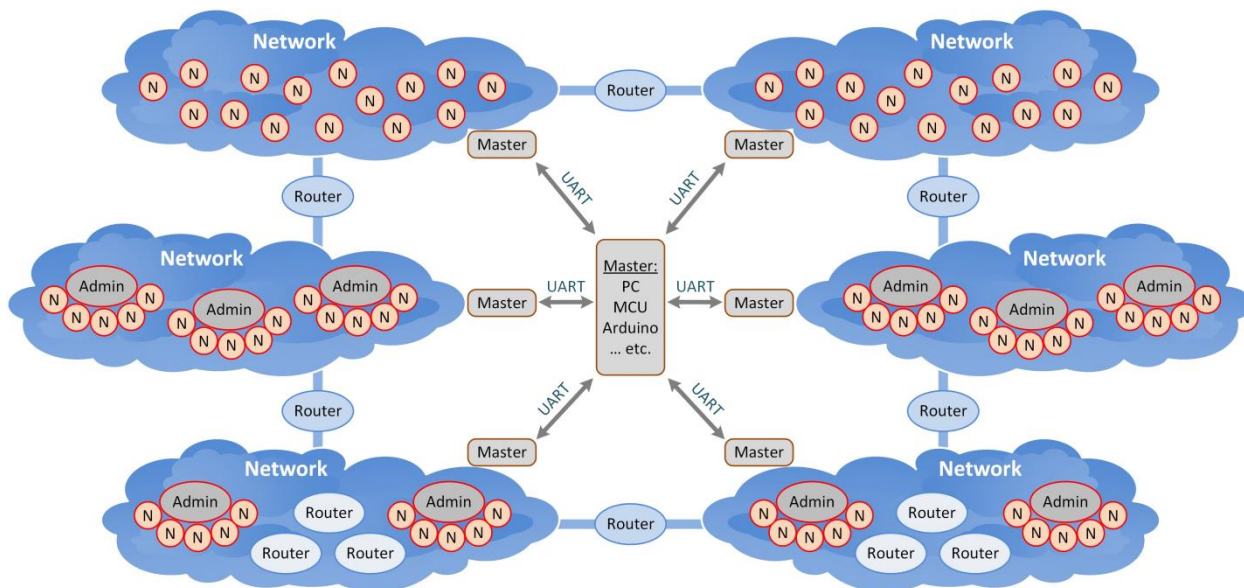 Network
N N N N N N N N N
N N N N N N
Router
Network
N N N N N N N N N
N N N N N N
Master
Master
UART
UART
Router
Router
Network
Admin
N N N N N
Admin
N N N N N
Admin
N N N N N
Master
UART
Master:
PC
MCU
Arduino
... etc.
UART
Master
Network
Admin
N N N N N
Admin
N N N N N
Admin
N N N N N
Router
UART
UART
Router
Master
Master
Network
Admin
N N N N N
Router
Router
Router
Admin
N N N N N
Router
Network
Admin
N N N N N
Router
Router
Router
Admin
N N N N N